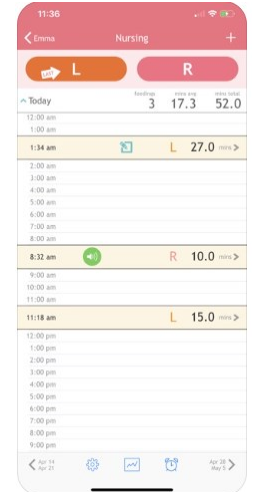 11:36
Emma Nursing +
LAST L R
Today
feedings mins avg mins total
3 17.3 52.0
12:00 am
1:00 am
1:34 am L 27.0 mins
2:00 am
3:00 am
4:00 am
5:00 am
6:00 am
7:00 am
8:00 am
8:32 am R 10.0 mins
9:00 am
10:00 am
11:00 am
11:18 am L 15.0 mins
12:00 pm
1:00 pm
2:00 pm
3:00 pm
4:00 pm
5:00 pm
6:00 pm
7:00 pm
8:00 pm
9:00 pm
Apr 14
Apr 21
Apr 28
May 5